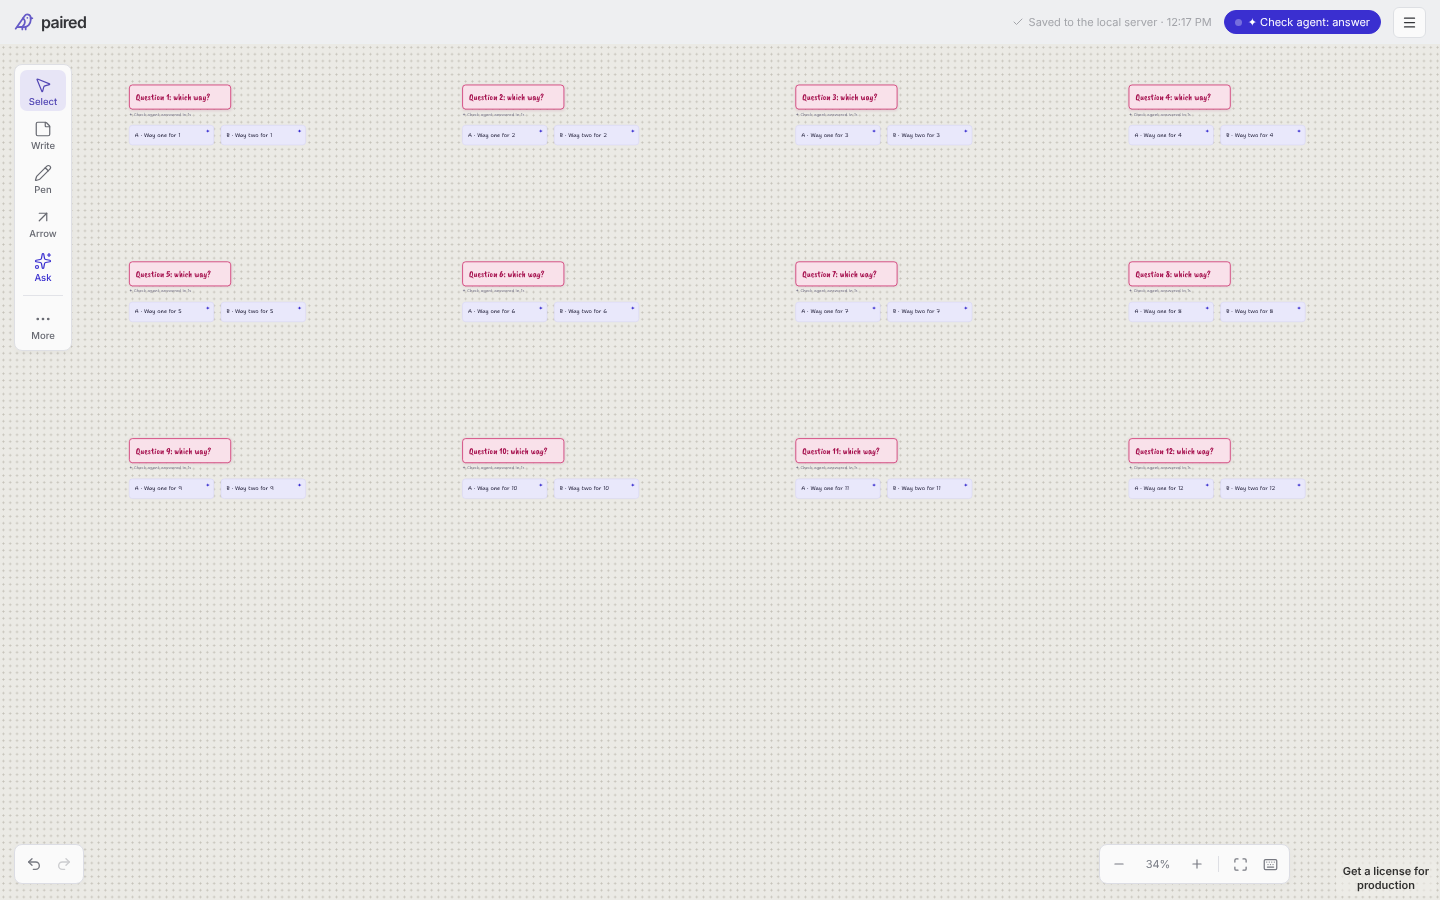 paired
Saved to the local server · 12:17 PM
✦ Check agent: answer
Select
Write
Pen
Arrow
Ask
More
Question 1: which way?
Question 2: which way?
Question 3: which way?
Question 4: which way?
A · Way one for 1
B · Way two for 1
A · Way one for 2
B · Way two for 2
A · Way one for 3
B · Way two for 3
A · Way one for 4
B · Way two for 4
Question 5: which way?
Question 6: which way?
Question 7: which way?
Question 8: which way?
A · Way one for 5
B · Way two for 5
A · Way one for 6
B · Way two for 6
A · Way one for 7
B · Way two for 7
A · Way one for 8
B · Way two for 8
Question 9: which way?
Question 10: which way?
Question 11: which way?
Question 12: which way?
A · Way one for 9
B · Way two for 9
A · Way one for 10
B · Way two for 10
A · Way one for 11
B · Way two for 11
A · Way one for 12
B · Way two for 12
34%
Get a license for
production